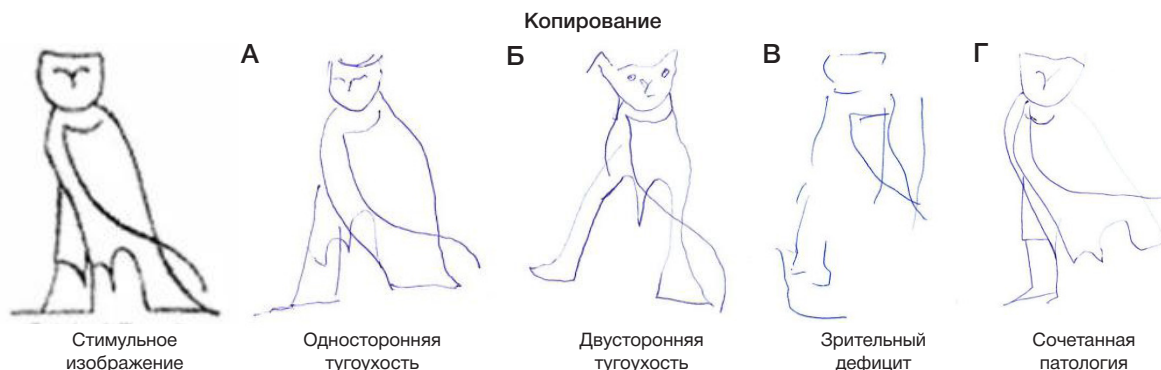 Копирование
А
Б
В
Г
Стимульное
изображение
Односторонняя
тугоухость
Двусторонняя
тугоухость
Зрительный
дефицит
Сочетанная
патология